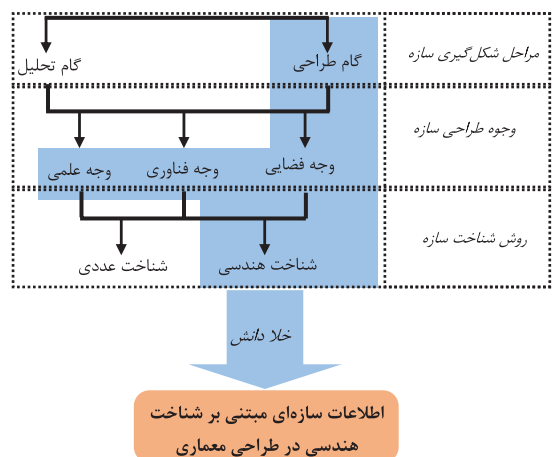 مراحل شکل‌گیری سازه
گام طراحی
گام تحلیل
وجوه طراحی سازه
وجه فضایی
وجه فناوری
وجه علمی
روش شناخت سازه
شناخت هندسی
شناخت عددی
خلا دانش
اطلاعات سازه‌ای مبتنی بر شناخت
هندسی در طراحی معماری